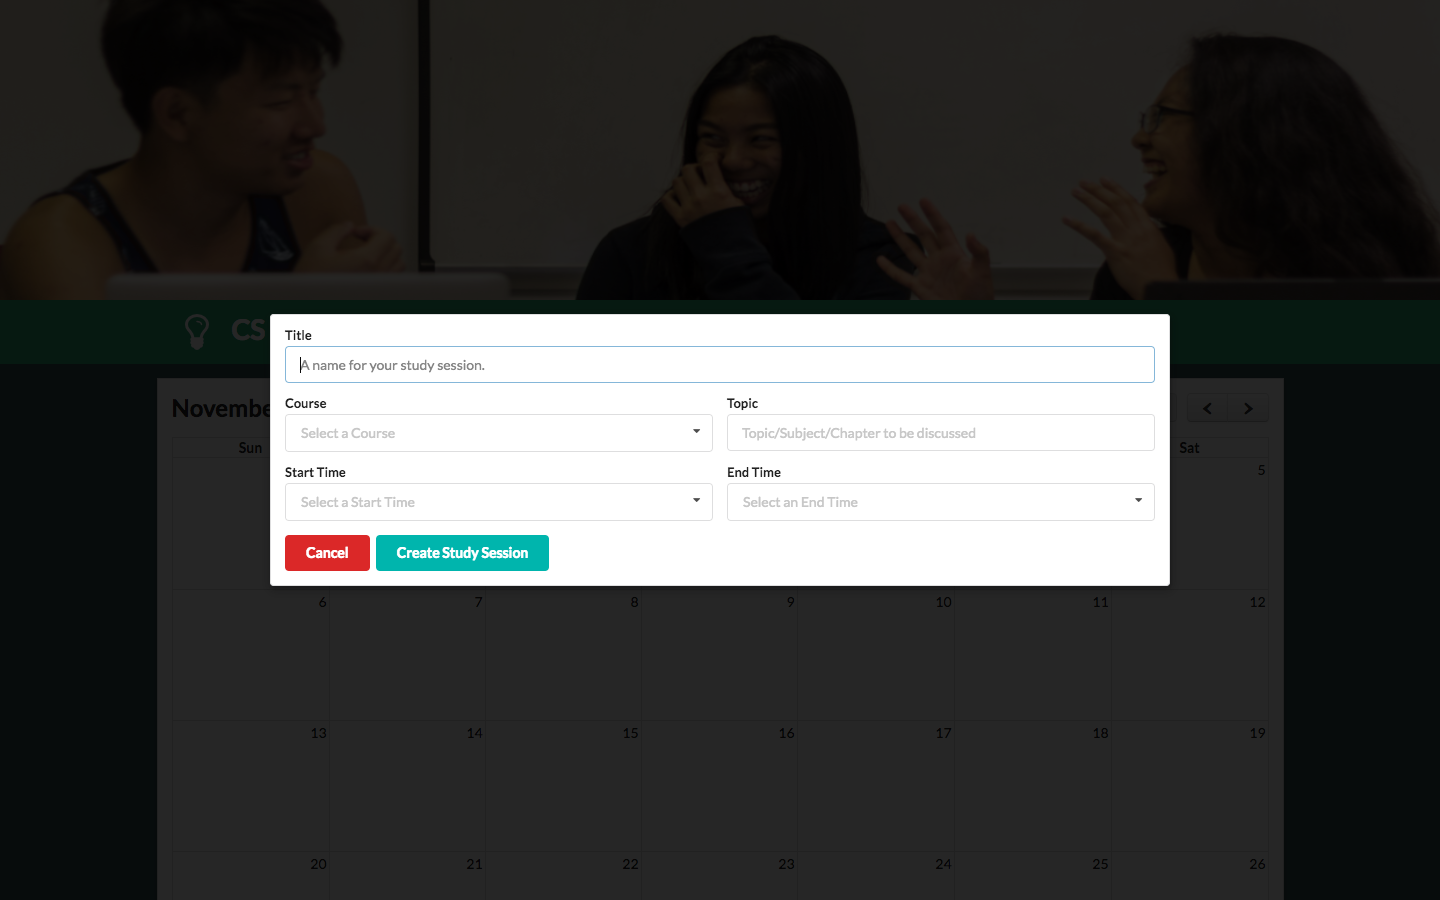 CS
Title
A name for your study session.
Course
Topic
Select a Course
Topic/Subject/Chapter to be discussed
Start Time
End Time
Select a Start Time
Select an End Time
Cancel
Create Study Session
Novembe
Sun
Sat
5
6 7 8 9 10 11 12
13 14 15 16 17 18 19
20 21 22 23 24 25 26